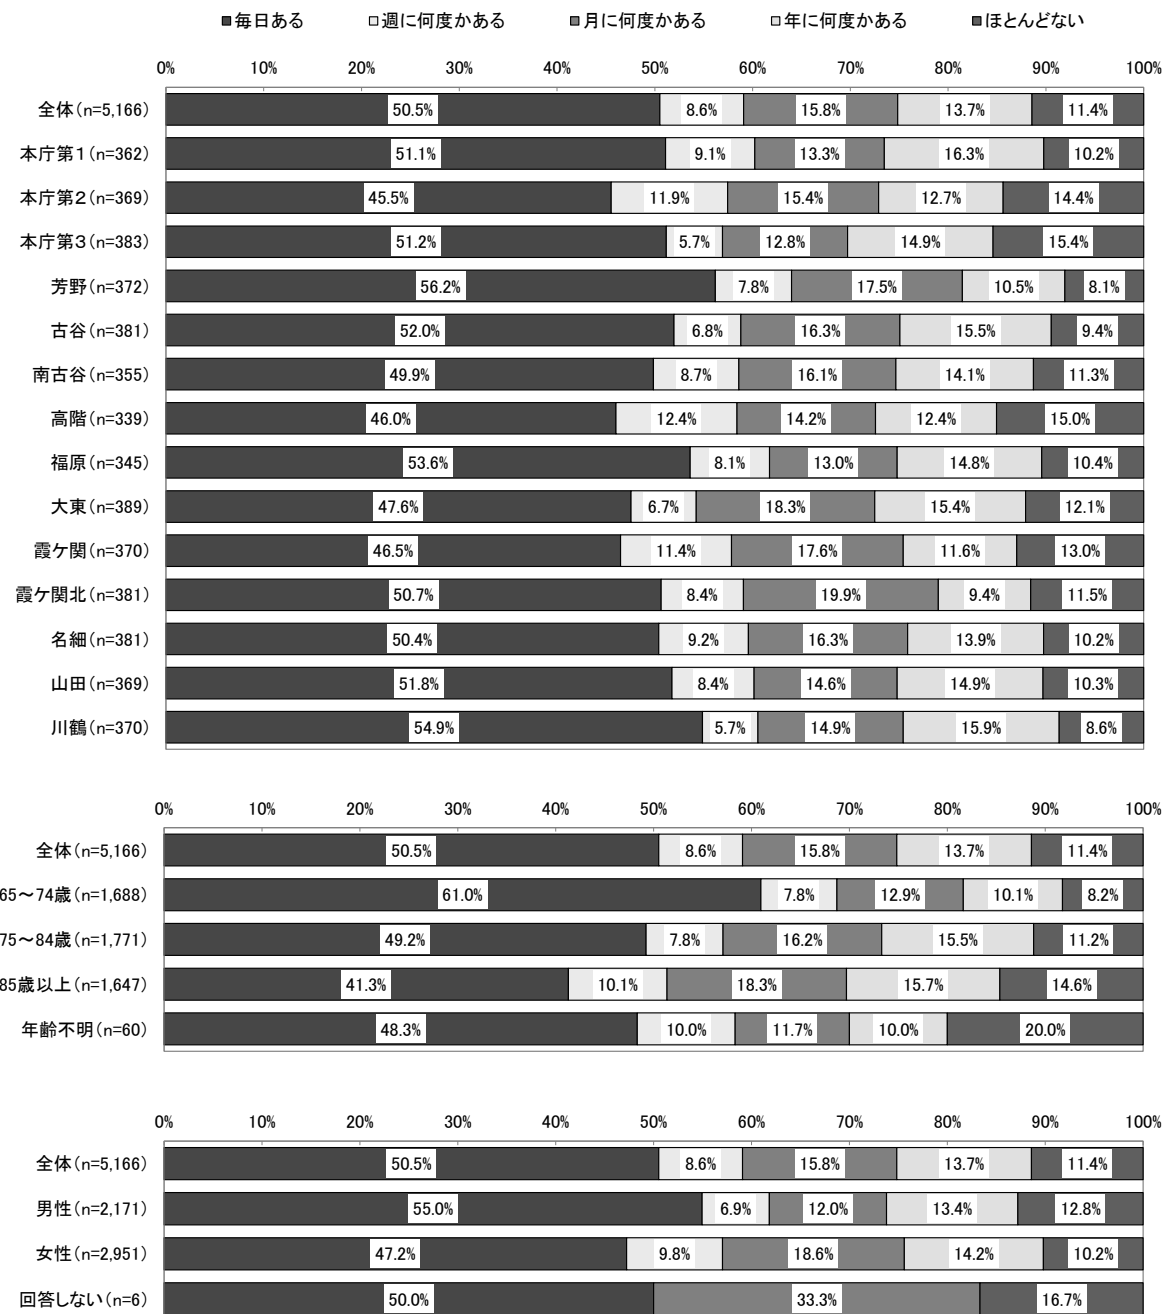 ■毎日ある □週に何度かある ■月に何度かある □年に何度かある ■ほとんどない
0% 10% 20% 30% 40% 50% 60% 70% 80% 90% 100%
全体(n=5,166) 50.5% 8.6% 15.8% 13.7% 11.4%
本庁第1(n=362) 51.1% 9.1% 13.3% 16.3% 10.2%
本庁第2(n=369) 45.5% 11.9% 15.4% 12.7% 14.4%
本庁第3(n=383) 51.2% 5.7% 12.8% 14.9% 15.4%
芳野(n=372) 56.2% 7.8% 17.5% 10.5% 8.1%
古谷(n=381) 52.0% 6.8% 16.3% 15.5% 9.4%
南古谷(n=355) 49.9% 8.7% 16.1% 14.1% 11.3%
高階(n=339) 46.0% 12.4% 14.2% 12.4% 15.0%
福原(n=345) 53.6% 8.1% 13.0% 14.8% 10.4%
大東(n=389) 47.6% 6.7% 18.3% 15.4% 12.1%
霞ケ関(n=370) 46.5% 11.4% 17.6% 11.6% 13.0%
霞ケ関北(n=381) 50.7% 8.4% 19.9% 9.4% 11.5%
名細(n=381) 50.4% 9.2% 16.3% 13.9% 10.2%
山田(n=369) 51.8% 8.4% 14.6% 14.9% 10.3%
川鶴(n=370) 54.9% 5.7% 14.9% 15.9% 8.6%
0% 10% 20% 30% 40% 50% 60% 70% 80% 90% 100%
全体(n=5,166) 50.5% 8.6% 15.8% 13.7% 11.4%
65～74歳(n=1,688) 61.0% 7.8% 12.9% 10.1% 8.2%
75～84歳(n=1,771) 49.2% 7.8% 16.2% 15.5% 11.2%
85歳以上(n=1,647) 41.3% 10.1% 18.3% 15.7% 14.6%
年齢不明(n=60) 48.3% 10.0% 11.7% 10.0% 20.0%
0% 10% 20% 30% 40% 50% 60% 70% 80% 90% 100%
全体(n=5,166) 50.5% 8.6% 15.8% 13.7% 11.4%
男性(n=2,171) 55.0% 6.9% 12.0% 13.4% 12.8%
女性(n=2,951) 47.2% 9.8% 18.6% 14.2% 10.2%
回答しない(n=6) 50.0% 33.3% 16.7%